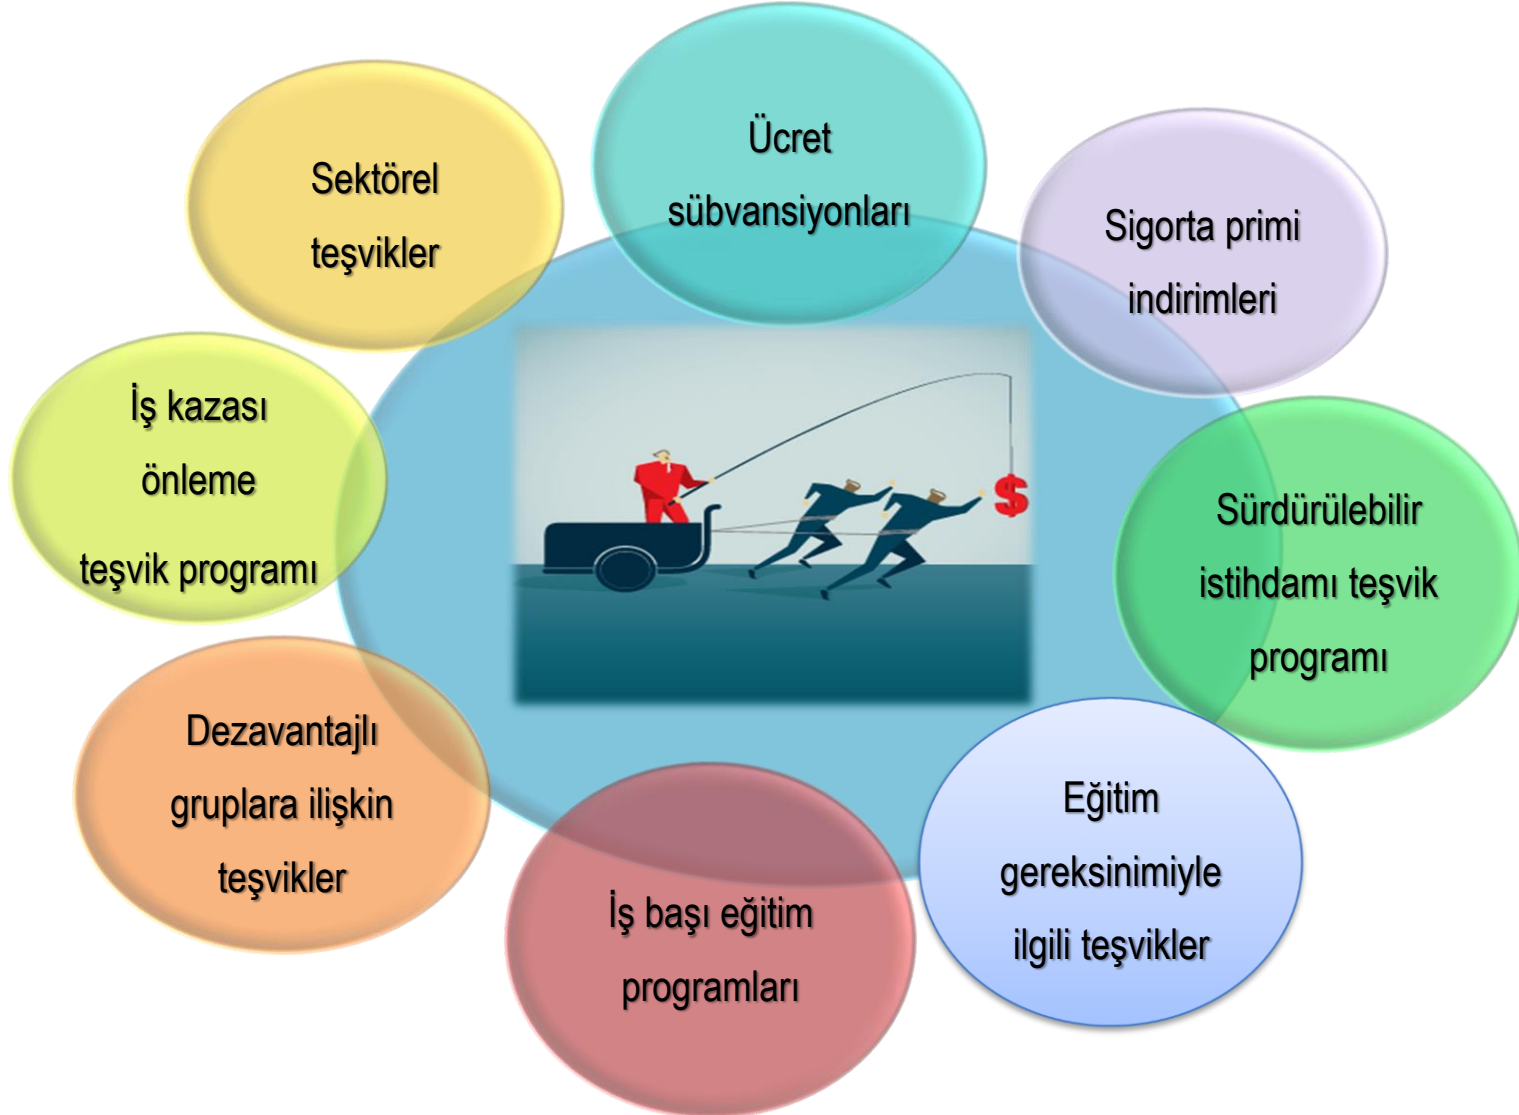 Ücret
sübvansiyonları
Sigorta primi
indirimleri
Sürdürülebilir
istihdamı teşvik
programı
Eğitim
gereksinimiyle
ilgili teşvikler
İş başı eğitim
programları
Dezavantajlı
gruplara ilişkin
teşvikler
İş kazası
önleme
teşvik programı
Sektörel
teşvikler
$